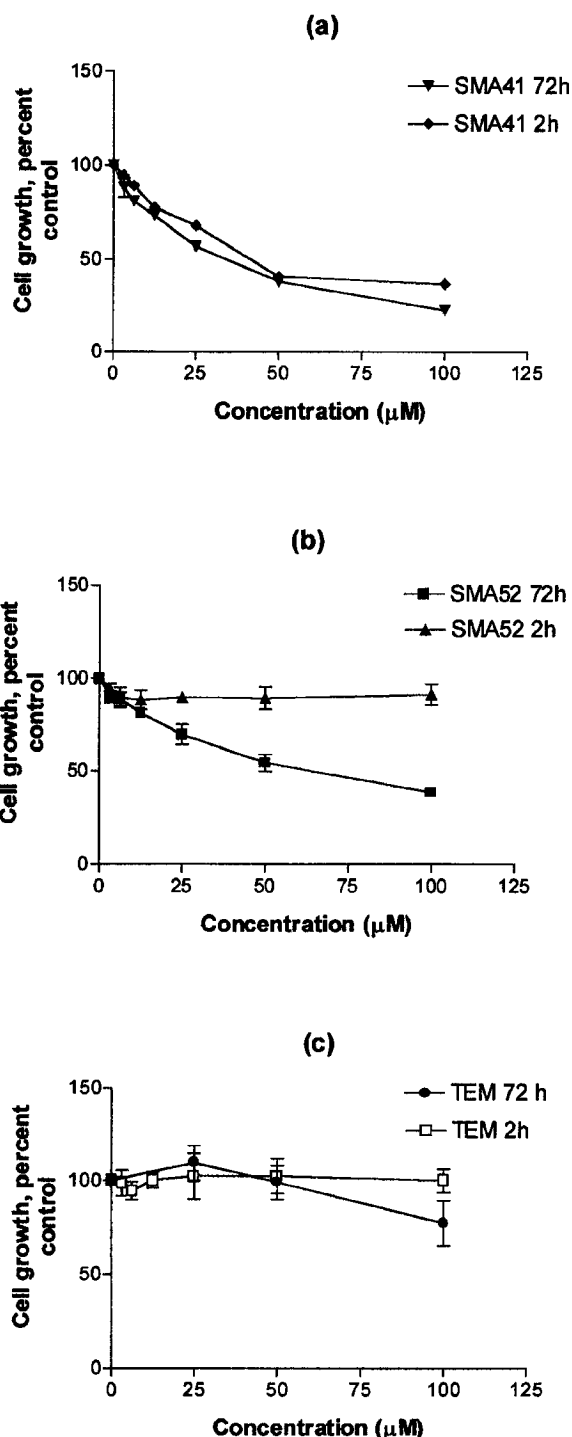 (a)
150
100
50
0
Cell growth, percent
control
SMA41 72h
SMA41 2h
0 25 50 75 100 125
Concentration (μM)
(b)
150
100
50
0
Cell growth, percent
control
SMA52 72h
SMA52 2h
0 25 50 75 100 125
Concentration (μM)
(c)
150
100
50
0
Cell growth, percent
control
TEM 72 h
TEM 2h
0 25 50 75 100 125
Concentration (μM)